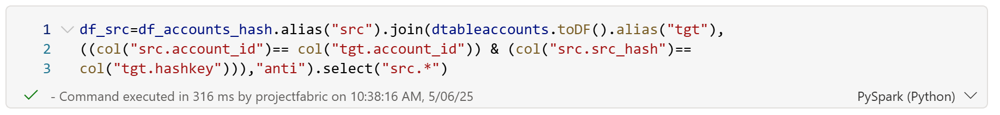 1 df_src=df_accounts_hash.alias("src").join(dtableaccounts.toDF().alias("tgt"),
2 ((col("src.account_id")== col("tgt.account_id")) & (col("src.src_hash")==
3 col("tgt.hashkey"))),"anti").select("src.*")
- Command executed in 316 ms by projectfabric on 10:38:16 AM, 5/06/25 PySpark (Python)